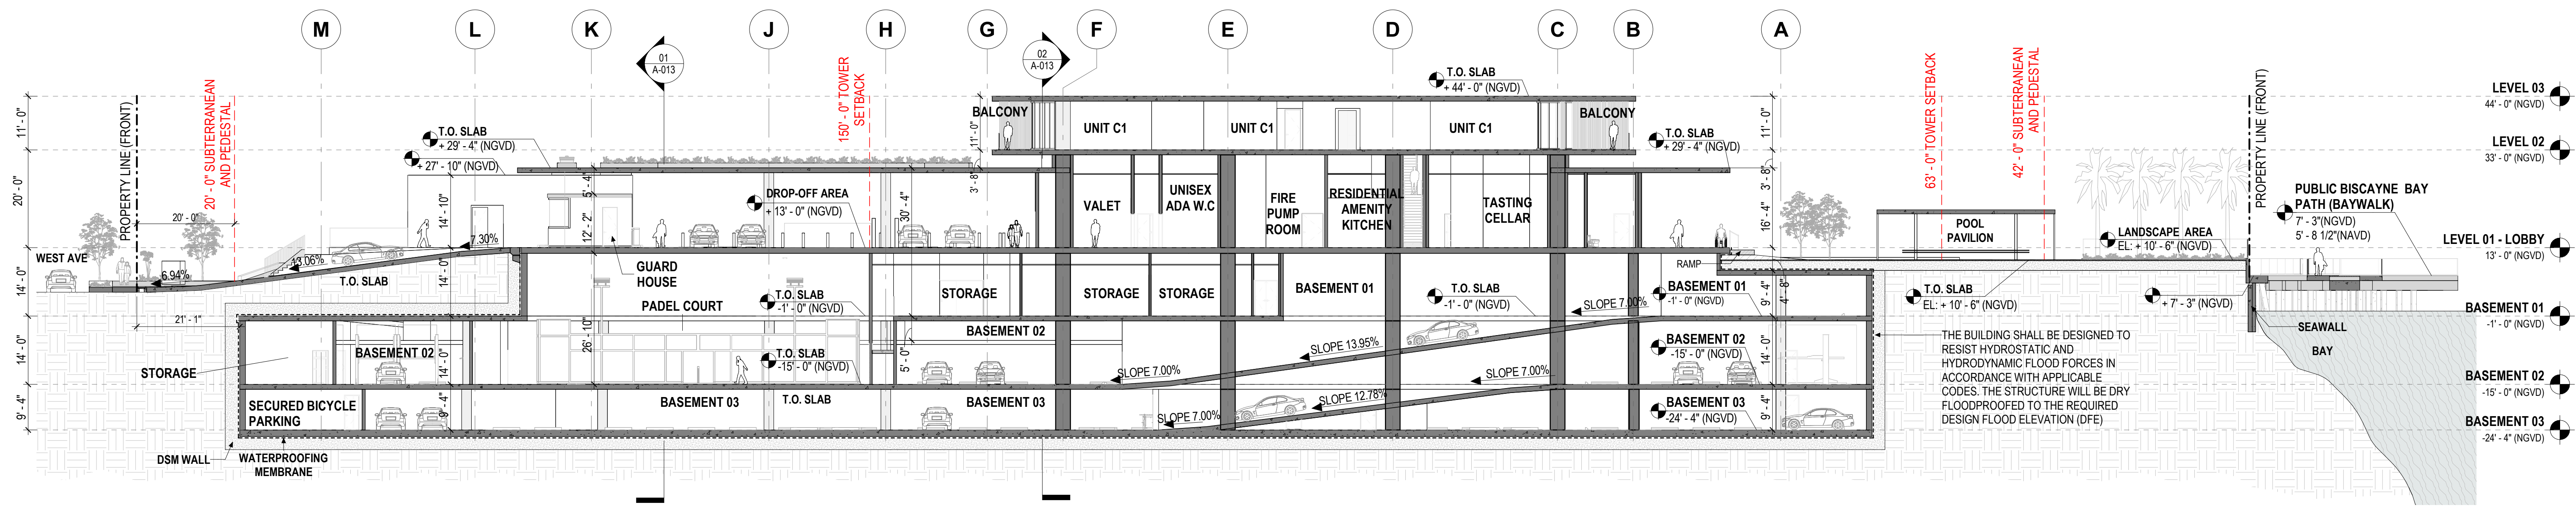 M
L
K
J
H
G
F
E
D
C
B
A
01
A-013
02
A-013
PROPERTY LINE (FRONT)
20' - 0" SUBTERRANEAN
AND PEDESTAL
150' - 0" TOWER
SETBACK
63' - 0" TOWER SETBACK
42' - 0" SUBTERRANEAN
AND PEDESTAL
PROPERTY LINE (FRONT)
11' - 0"
20' - 0"
14' - 0"
14' - 0"
9' - 4"
T.O. SLAB
+ 44' - 0" (NGVD)
BALCONY
UNIT C1
UNIT C1
UNIT C1
BALCONY
11' - 0"
11' - 0"
LEVEL 03
44' - 0" (NGVD)
LEVEL 02
33' - 0" (NGVD)
LEVEL 01 - LOBBY
13' - 0" (NGVD)
BASEMENT 01
-1' - 0" (NGVD)
BASEMENT 02
-15' - 0" (NGVD)
BASEMENT 03
-24' - 4" (NGVD)
T.O. SLAB
+ 29' - 4" (NGVD)
+ 27' - 10" (NGVD)
T.O. SLAB
+ 29' - 4" (NGVD)
20' - 0"
14' - 10"
5' - 4"
12' - 2"
DROP-OFF AREA
+ 13' - 0" (NGVD)
30' - 4"
3' - 8"
VALET
UNISEX
ADA W.C
FIRE
PUMP
ROOM
RESIDENTIAL
AMENITY
KITCHEN
TASTING
CELLAR
3' - 8"
16' - 4"
POOL
PAVILION
LANDSCAPE AREA
EL: + 10' - 6" (NGVD)
PUBLIC BISCAYNE BAY
PATH (BAYWALK)
7' - 3"(NGVD)
5' - 8 1/2"(NAVD)
WEST AVE
6.94%
13.06%
7.30%
T.O. SLAB
21' - 1"
14' - 0"
GUARD
HOUSE
PADEL COURT
T.O. SLAB
-1' - 0" (NGVD)
STORAGE
STORAGE
STORAGE
BASEMENT 01
T.O. SLAB
-1' - 0" (NGVD)
SLOPE 7.00%
BASEMENT 01
-1' - 0" (NGVD)
RAMP
9' - 4"
4' - 8"
T.O. SLAB
EL: + 10' - 6" (NGVD)
+ 7' - 3" (NGVD)
SEAWALL
BAY
STORAGE
BASEMENT 02
14' - 0"
26' - 10"
T.O. SLAB
-15' - 0" (NGVD)
5' - 0"
BASEMENT 02
SLOPE 7.00%
SLOPE 13.95%
SLOPE 7.00%
BASEMENT 02
-15' - 0" (NGVD)
14' - 0"
THE BUILDING SHALL BE DESIGNED TO
RESIST HYDROSTATIC AND
HYDRODYNAMIC FLOOD FORCES IN
ACCORDANCE WITH APPLICABLE
CODES. THE STRUCTURE WILL BE DRY
FLOODPROOFED TO THE REQUIRED
DESIGN FLOOD ELEVATION (DFE)
SECURED BICYCLE
PARKING
9' - 4"
BASEMENT 03
T.O. SLAB
BASEMENT 03
SLOPE 7.00%
SLOPE 12.78%
BASEMENT 03
-24' - 4" (NGVD)
9' - 4"
DSM WALL
WATERPROOFING
MEMBRANE